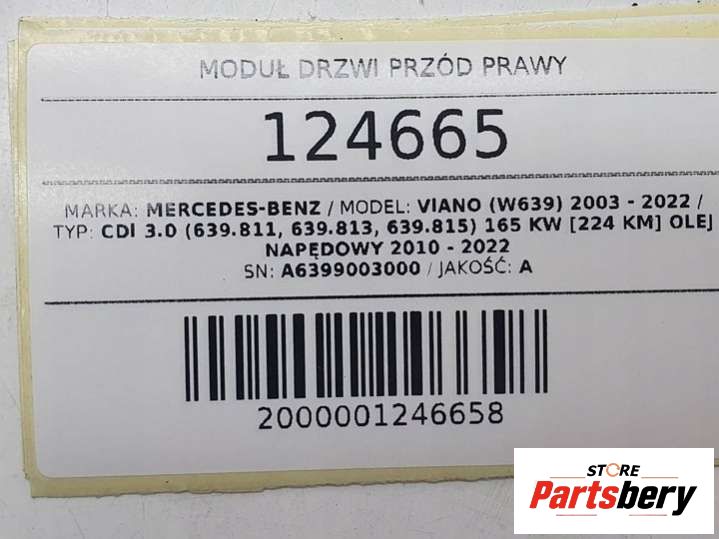 MODUŁ DRZWI PRZÓD PRAWY
124665
MARKA: MERCEDES-BENZ / MODEL: VIANO (W639) 2003 - 2022 /
TYP: CDI 3.0 (639.811, 639.813, 639.815) 165 KW [224 KM] OLEJ
NAPĘDOWY 2010 - 2022
SN: A6399003000 / JAKOŚĆ: A
2000001246658
STORE
Partsbery